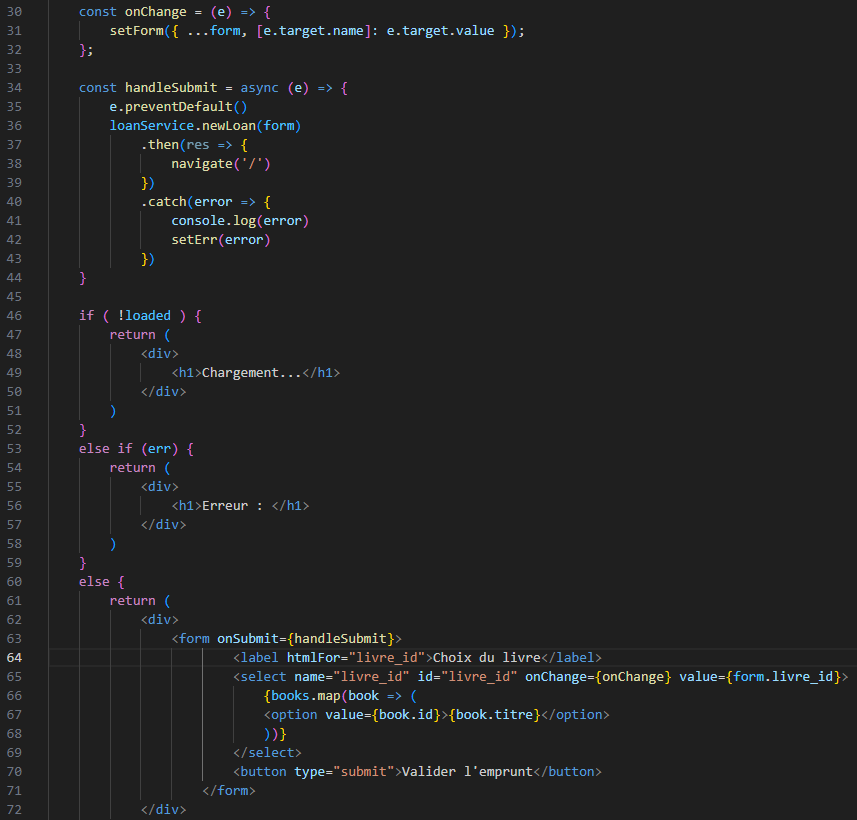 30 const onChange = (e) => {
31 setForm({ ...form, [e.target.name]: e.target.value });
32 };
33
34 const handleSubmit = async (e) => {
35 e.preventDefault()
36 loanService.newLoan(form)
37 .then(res => {
38 navigate('/')
39 })
40 .catch(error => {
41 console.log(error)
42 setErr(error)
43 })
44 }
45
46 if ( !loaded ) {
47 return (
48 <div>
49 <h1>Chargement...</h1>
50 </div>
51 )
52 }
53 else if (err) {
54 return (
55 <div>
56 <h1>Erreur : </h1>
57 </div>
58 )
59 }
60 else {
61 return (
62 <div>
63 <form onSubmit={handleSubmit}>
64 <label htmlFor="livre_id">Choix du livre</label>
65 <select name="livre_id" id="livre_id" onChange={onChange} value={form.livre_id}>
66 {books.map(book => (
67 <option value={book.id}>{book.titre}</option>
68 ))}
69 </select>
70 <button type="submit">Valider l'emprunt</button>
71 </form>
72 </div>